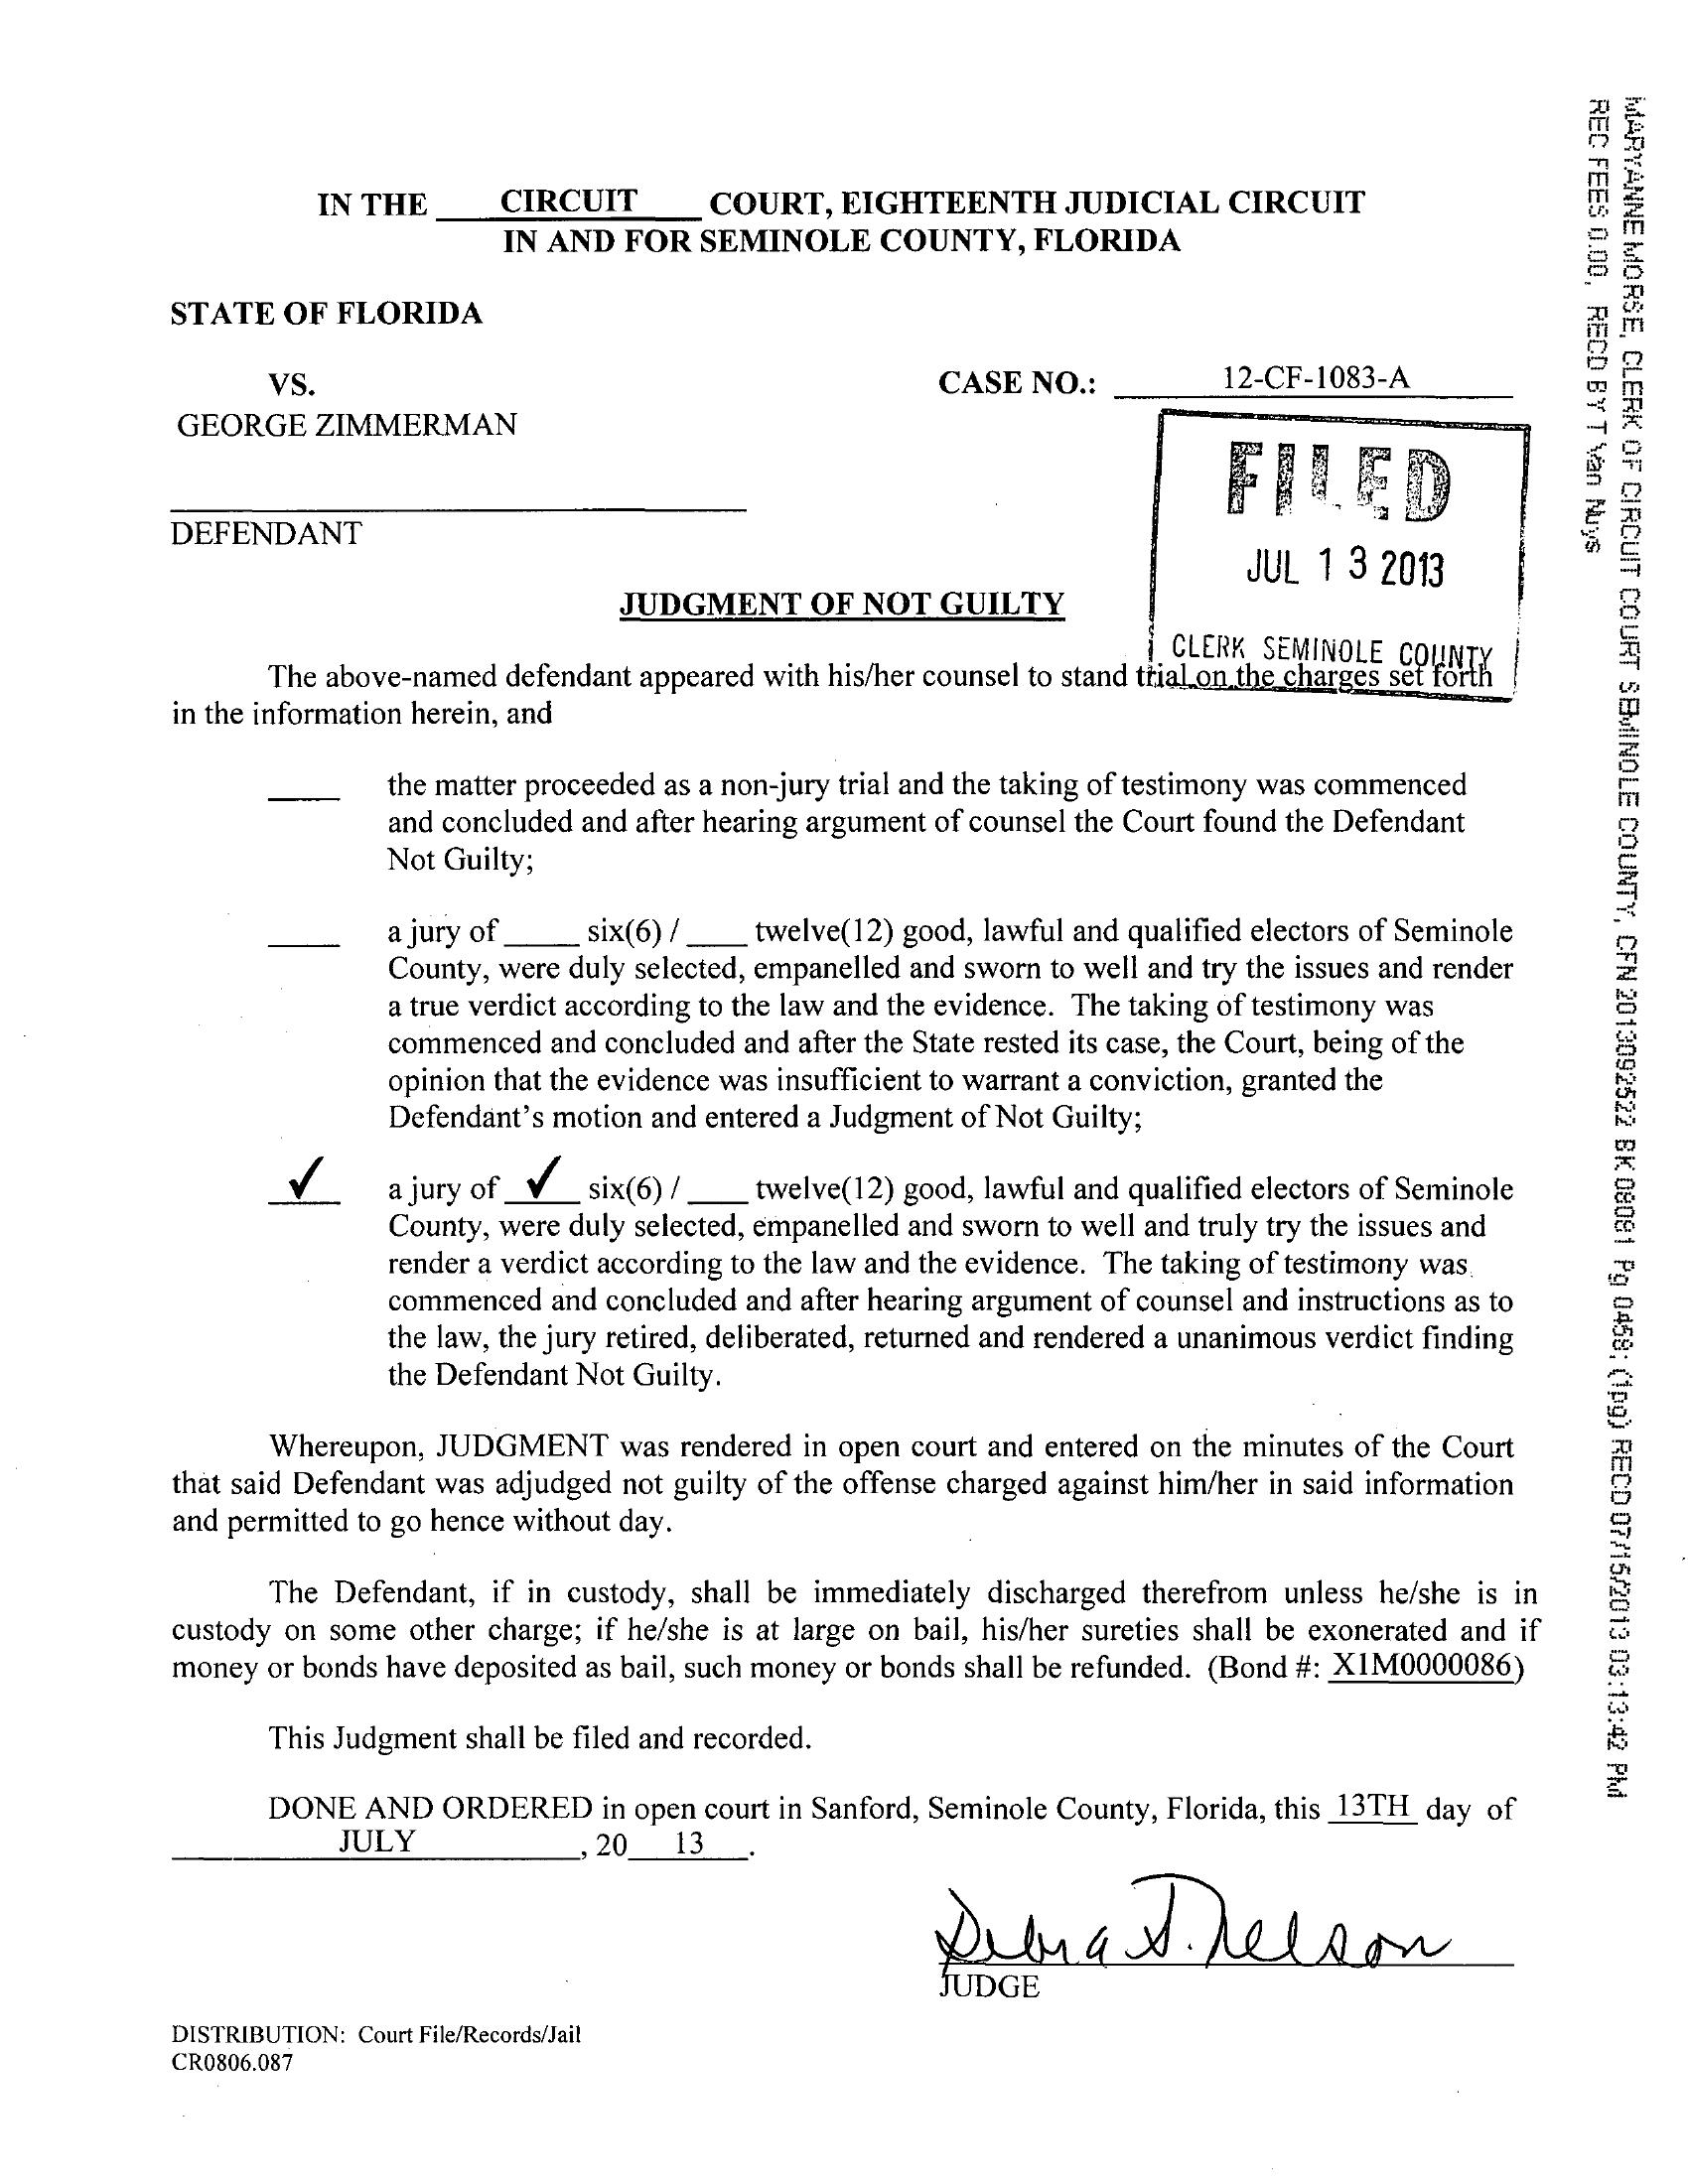 IN THE CIRCUIT COURT, EIGHTEENTH JUDICIAL CIRCUIT
IN AND FOR SEMINOLE COUNTY, FLORIDA
STATE OF FLORIDA
VS.
CASE NO.: 12-CF-1083-A
GEORGE ZIMMERMAN
DEFENDANT
FILED
JUL 13 2013
CLERK SEMINOLE COUNTY
JUDGMENT OF NOT GUILTY
The above-named defendant appeared with his/her counsel to stand trial on the charges set forth
in the information herein, and
___ the matter proceeded as a non-jury trial and the taking of testimony was commenced
and concluded and after hearing argument of counsel the Court found the Defendant
Not Guilty;
___ a jury of ___ six(6) / ___ twelve(12) good, lawful and qualified electors of Seminole
County, were duly selected, empanelled and sworn to well and try the issues and render
a true verdict according to the law and the evidence. The taking of testimony was
commenced and concluded and after the State rested its case, the Court, being of the
opinion that the evidence was insufficient to warrant a conviction, granted the
Defendant's motion and entered a Judgment of Not Guilty;
✓ a jury of ✓ six(6) / ___ twelve(12) good, lawful and qualified electors of Seminole
County, were duly selected, empanelled and sworn to well and truly try the issues and
render a verdict according to the law and the evidence. The taking of testimony was
commenced and concluded and after hearing argument of counsel and instructions as to
the law, the jury retired, deliberated, returned and rendered a unanimous verdict finding
the Defendant Not Guilty.
Whereupon, JUDGMENT was rendered in open court and entered on the minutes of the Court
that said Defendant was adjudged not guilty of the offense charged against him/her in said information
and permitted to go hence without day.
The Defendant, if in custody, shall be immediately discharged therefrom unless he/she is in
custody on some other charge; if he/she is at large on bail, his/her sureties shall be exonerated and if
money or bonds have deposited as bail, such money or bonds shall be refunded. (Bond #: X1M0000086)
This Judgment shall be filed and recorded.
DONE AND ORDERED in open court in Sanford, Seminole County, Florida, this 13TH day of
JULY, 20 13.
Debra S. Nelson
JUDGE
DISTRIBUTION: Court File/Records/Jail
CR0806.087
MARYANNE MORSE, CLERK OF CIRCUIT COURT SEMINOLE COUNTY, CFN 2013092522 BK 08081 Pg 0458; (1pg) RECD 07/15/2013 03:13:42 PM
REC FEES 0.00, RECD BY T Van Nuys